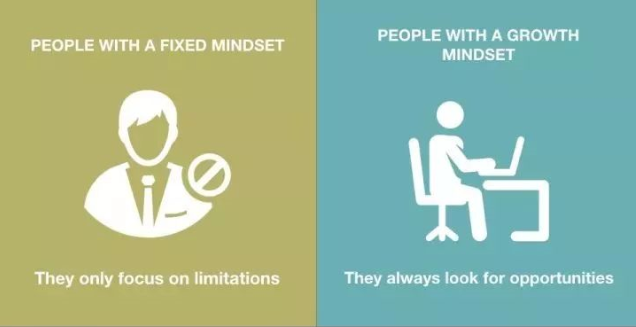 PEOPLE WITH A FIXED MINDSET
They only focus on limitations
PEOPLE WITH A GROWTH
MINDSET
They always look for opportunities